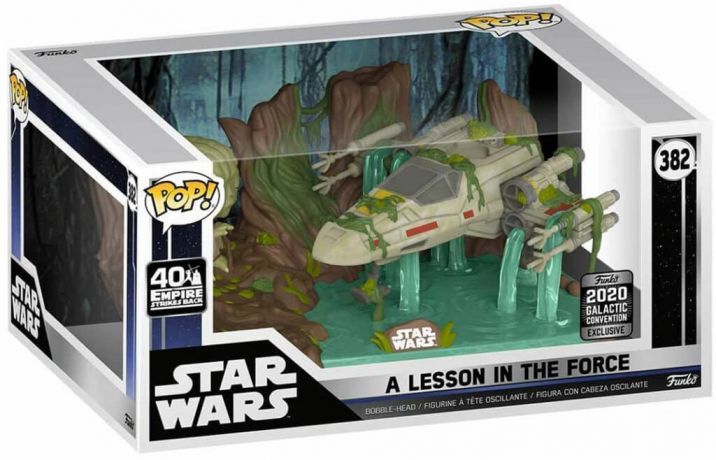 Funko
POP!
POP!
382
POP!
382
40TH
EMPIRE
STRIKES BACK
STAR
WARS
STAR
WARS.
Funko
2020
GALACTIC
CONVENTION
EXCLUSIVE
STAR
WARS
A LESSON IN THE FORCE
BOBBLE-HEAD / FIGURINE À TÊTE OSCILLANTE / FIGURA CON CABEZA OSCILANTE
Funko